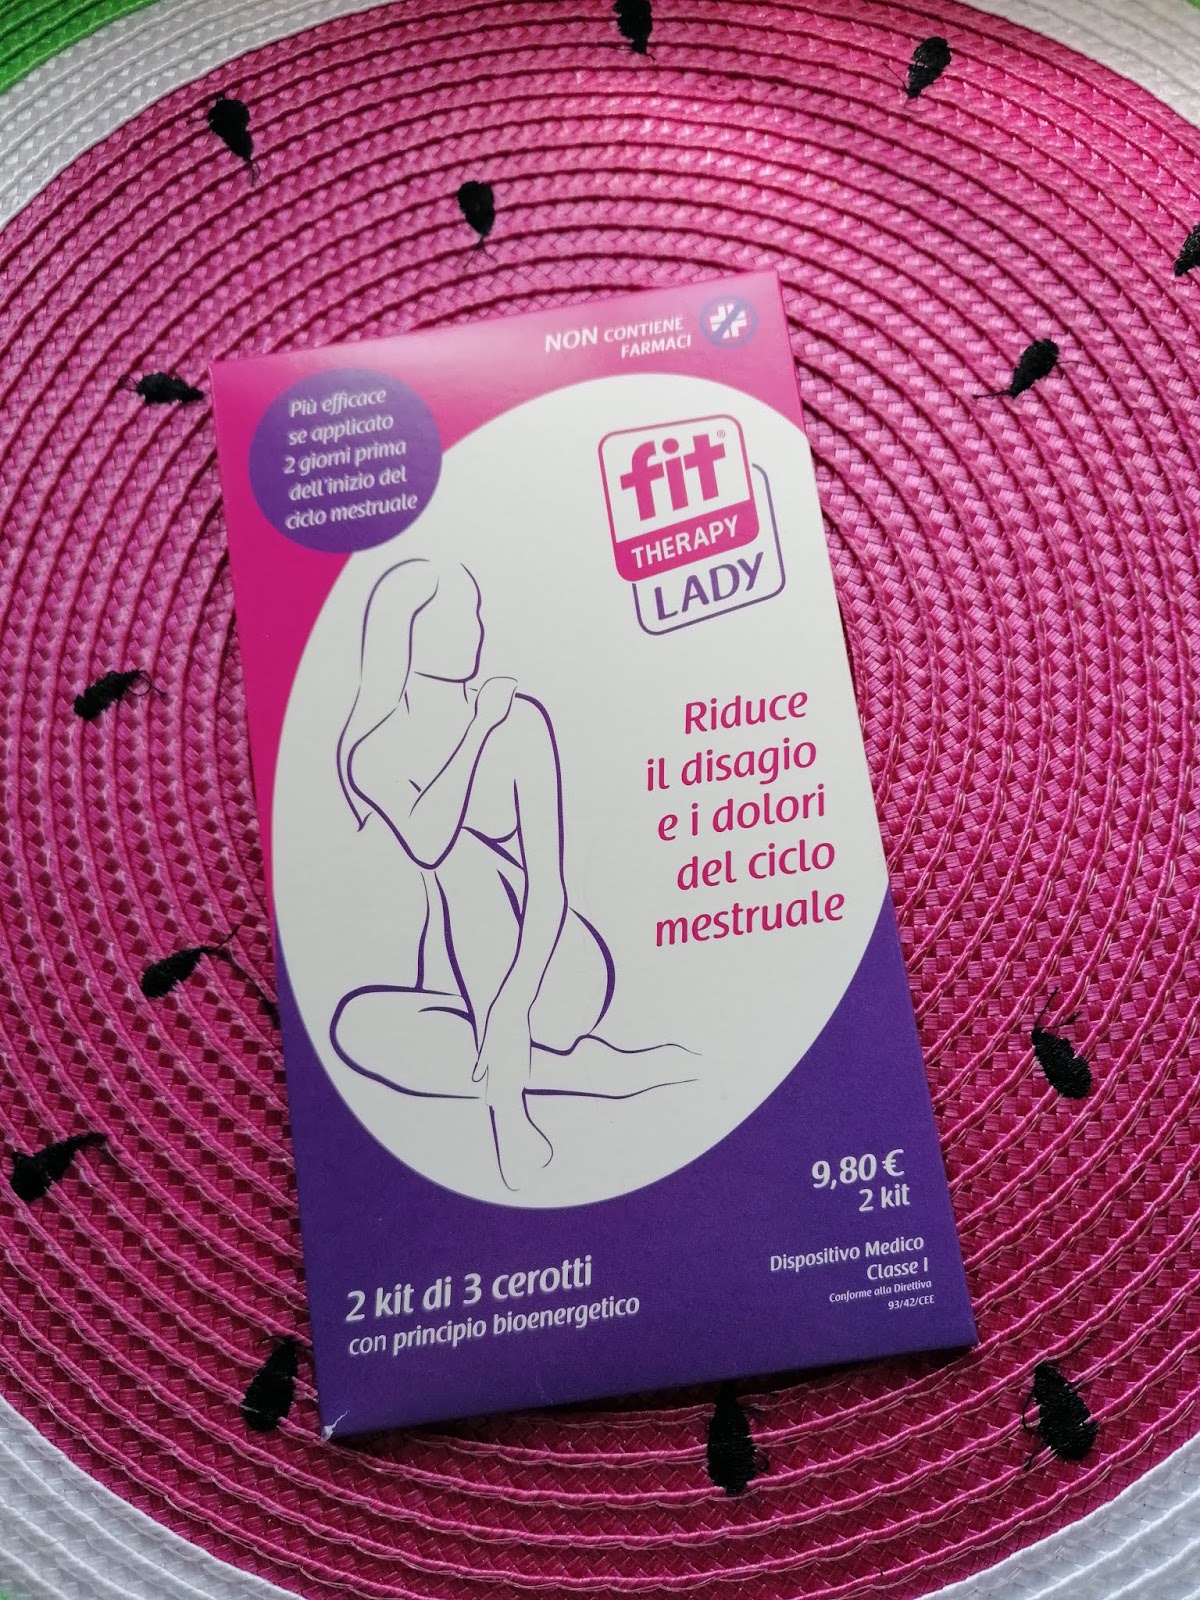 NON CONTIENE
FARMACI
Più efficace
se applicato
2 giorni prima
dell'inizio del
ciclo mestruale
fit®
THERAPY
LADY
Riduce
il disagio
e i dolori
del ciclo
mestruale
9,80 €
2 kit
2 kit di 3 cerotti
con principio bioenergetico
Dispositivo Medico
Classe I
Conforme alla Direttiva
93/42/CEE